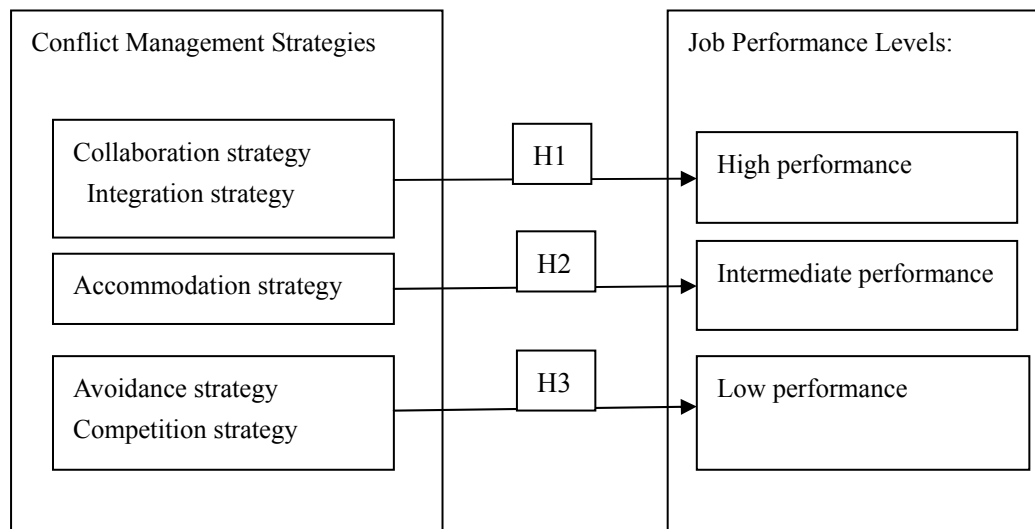 Conflict Management Strategies
Job Performance Levels:
Collaboration strategy
Integration strategy
H1
High performance
Accommodation strategy
H2
Intermediate performance
Avoidance strategy
Competition strategy
H3
Low performance